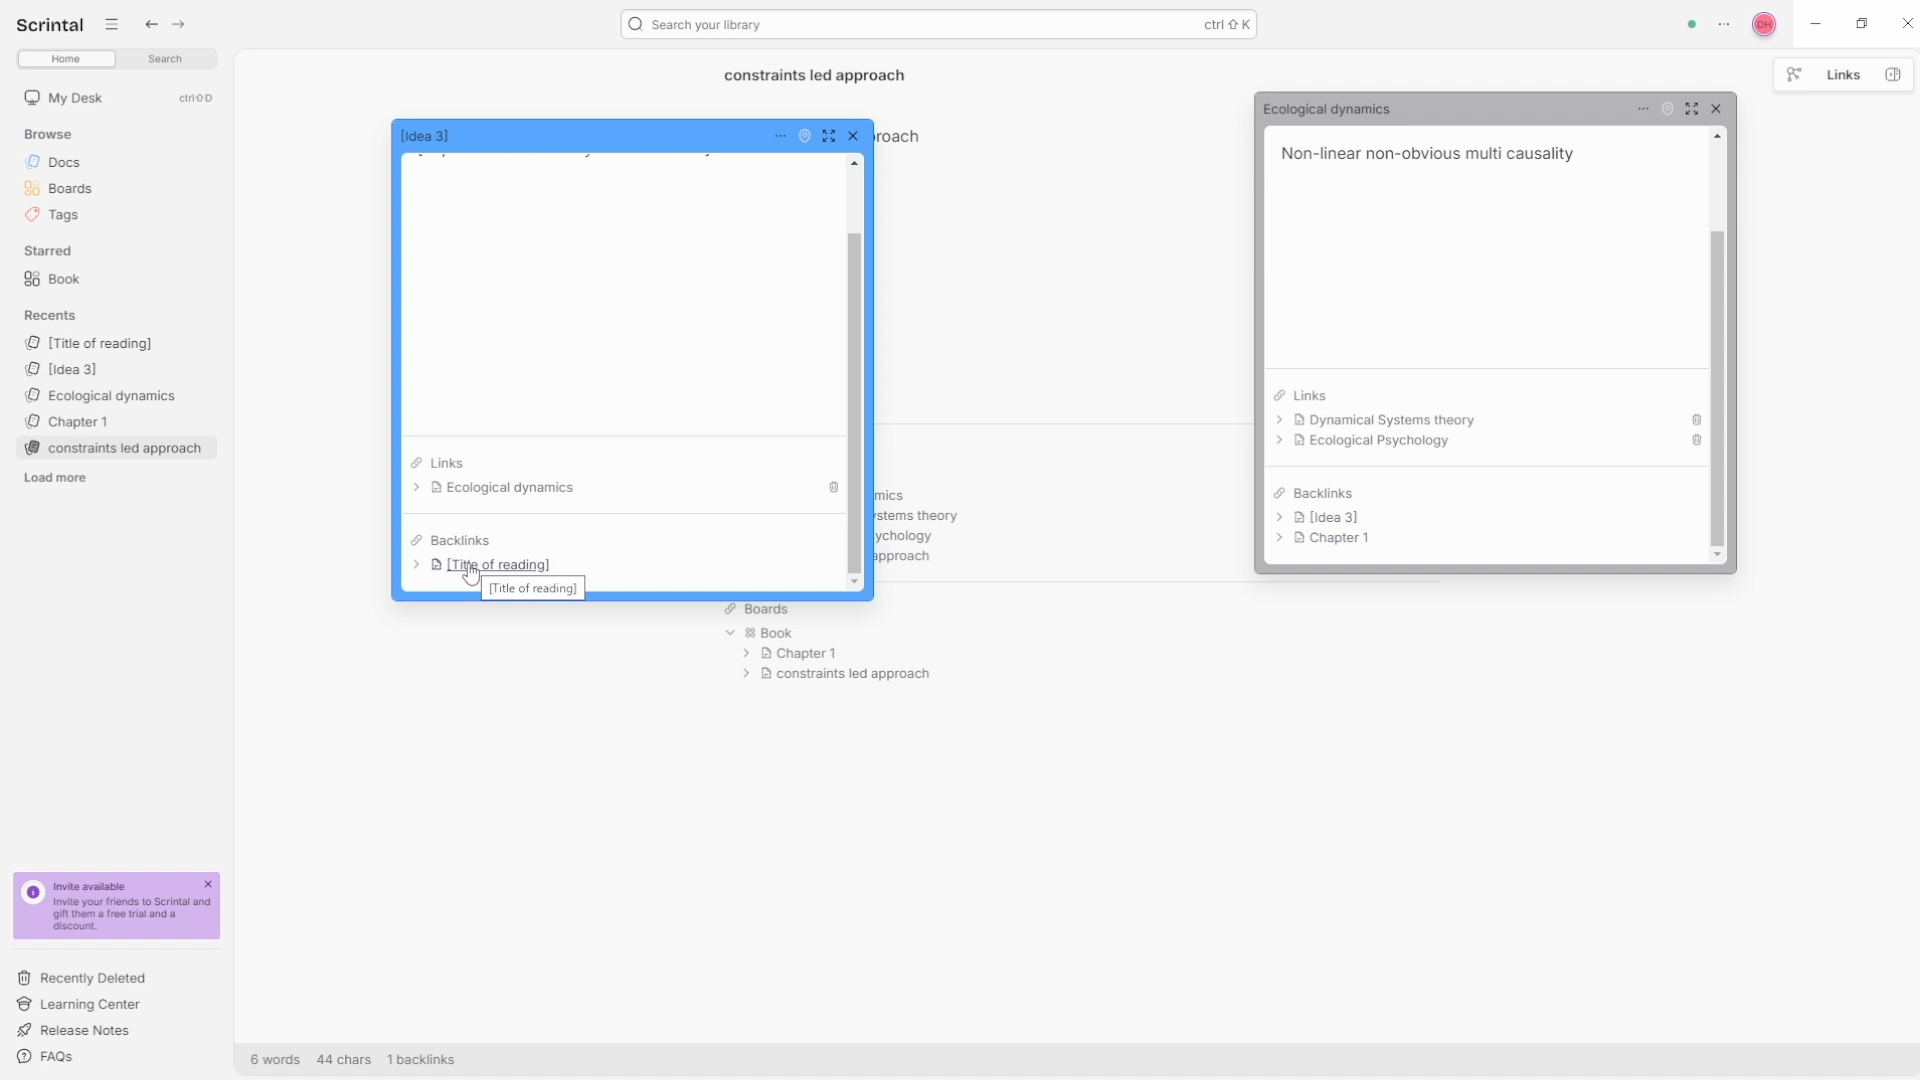 Scrintal
Search your library
ctrl⇧K
DH
Home
Search
My Desk
ctrl⇧D
Browse
Docs
Boards
Tags
Starred
Book
Recents
[Title of reading]
[Idea 3]
Ecological dynamics
Chapter 1
constraints led approach
Load more
Invite available
Invite your friends to Scrintal and
gift them a free trial and a
discount.
Recently Deleted
Learning Center
Release Notes
FAQs
constraints led approach
Links
[Idea 3]
roach
Links
Ecological dynamics
Backlinks
[Title of reading]
[Title of reading]
mics
stems theory
ychology
approach
Boards
Book
Chapter 1
constraints led approach
Ecological dynamics
Non-linear non-obvious multi causality
Links
Dynamical Systems theory
Ecological Psychology
Backlinks
[Idea 3]
Chapter 1
6 words 44 chars 1 backlinks